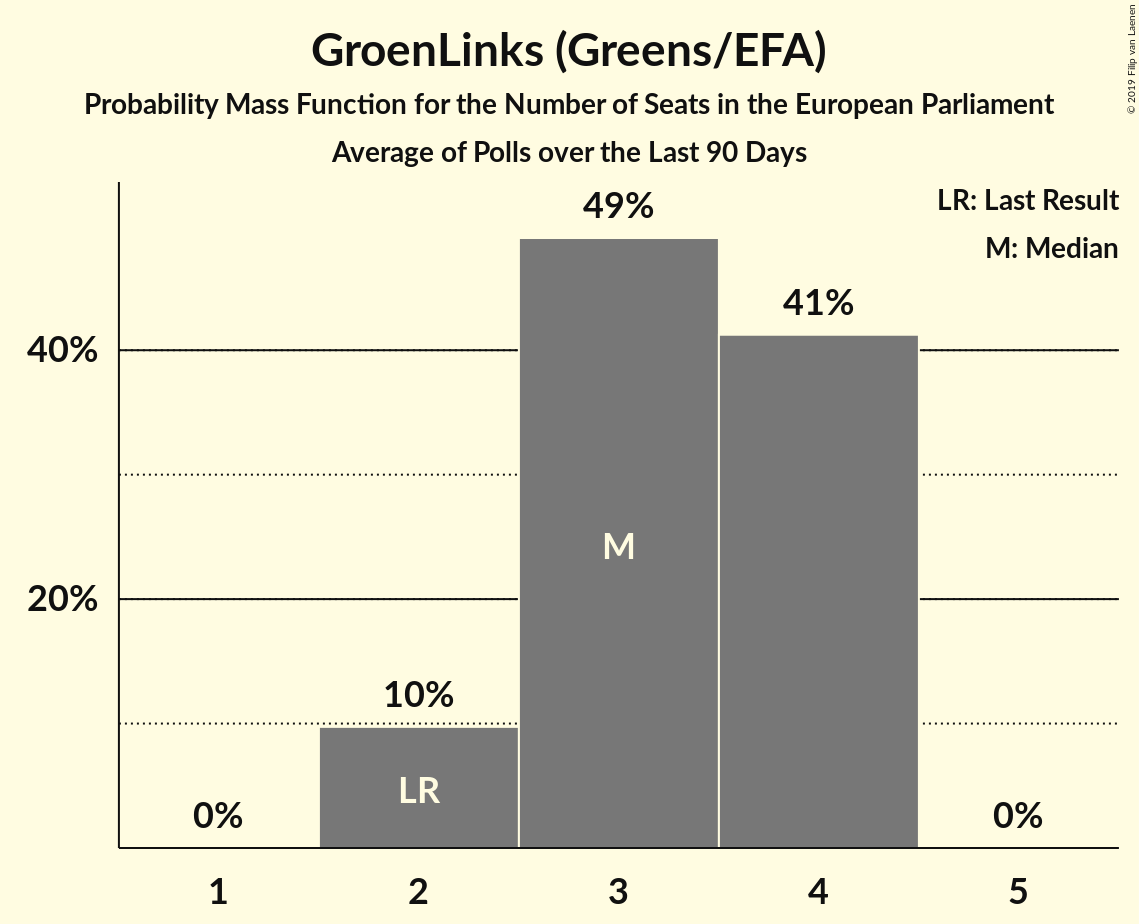 GroenLinks (Greens/EFA)
Probability Mass Function for the Number of Seats in the European Parliament
Average of Polls over the Last 90 Days
© 2019 Filip van Laenen
LR: Last Result
M: Median
49%
41%
40%
M
20%
10%
LR
0%
0%
1 2 3 4 5